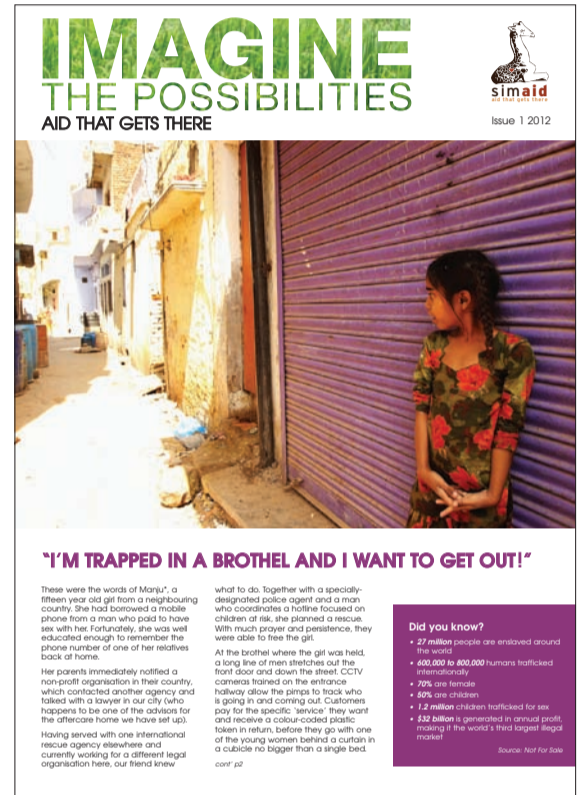 IMAGINE
THE POSSIBILITIES
AID THAT GETS THERE
simaid
aid that gets there
Issue 1 2012
"I'M TRAPPED IN A BROTHEL AND I WANT TO GET OUT!"
These were the words of Manju*, a
fifteen year old girl from a neighbouring
country. She had borrowed a mobile
phone from a man who paid to have
sex with her. Fortunately, she was well
educated enough to remember the
phone number of one of her relatives
back at home.
Her parents immediately notified a
non-profit organisation in their country,
which contacted another agency and
talked with a lawyer in our city (who
happens to be one of the advisors for
the aftercare home we have set up).
Having served with one international
rescue agency elsewhere and
currently working for a different legal
organisation here, our friend knew
what to do. Together with a specially-
designated police agent and a man
who coordinates a hotline focused on
children at risk, she planned a rescue.
With much prayer and persistence, they
were able to free the girl.
At the brothel where the girl was held,
a long line of men stretches out the
front door and down the street. CCTV
cameras trained on the entrance
hallway allow the pimps to track who
is going in and coming out. Customers
pay for the specific 'service' they want
and receive a colour-coded plastic
token in return, before they go with one
of the young women behind a curtain in
a cubicle no bigger than a single bed.
cont' p2
Did you know?
• 27 million people are enslaved around
the world
• 600,000 to 800,000 humans trafficked
internationally
• 70% are female
• 50% are children
• 1.2 million children trafficked for sex
• $32 billion is generated in annual profit,
making it the world's third largest illegal
market
Source: Not For Sale